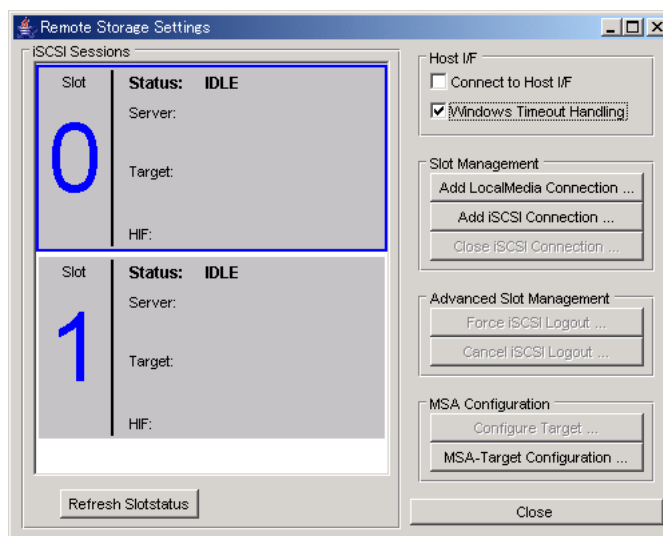 Remote Storage Settings
iSCSI Sessions
Slot
0
Status: IDLE
Server:
Target:
HIF:
Slot
1
Status: IDLE
Server:
Target:
HIF:
Refresh Slotstatus
Host I/F
Connect to Host I/F
Windows Timeout Handling
Slot Management
Add LocalMedia Connection ...
Add iSCSI Connection ...
Close iSCSI Connection ...
Advanced Slot Management
Force iSCSI Logout ...
Cancel iSCSI Logout ...
MSA Configuration
Configure Target ...
MSA-Target Configuration ...
Close